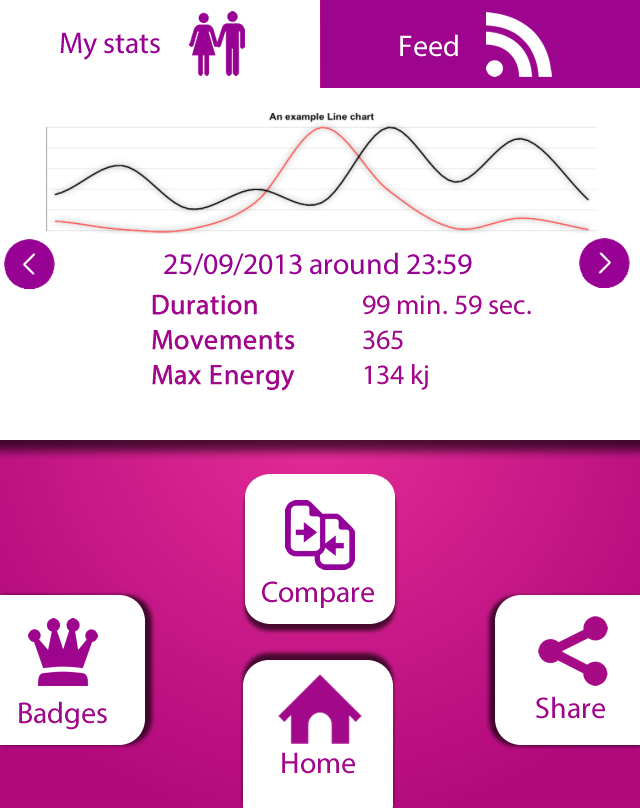 My stats
Feed
An example Line chart
25/09/2013 around 23:59
Duration 99 min. 59 sec.
Movements 365
Max Energy 134 kj
Compare
Badges
Share
Home